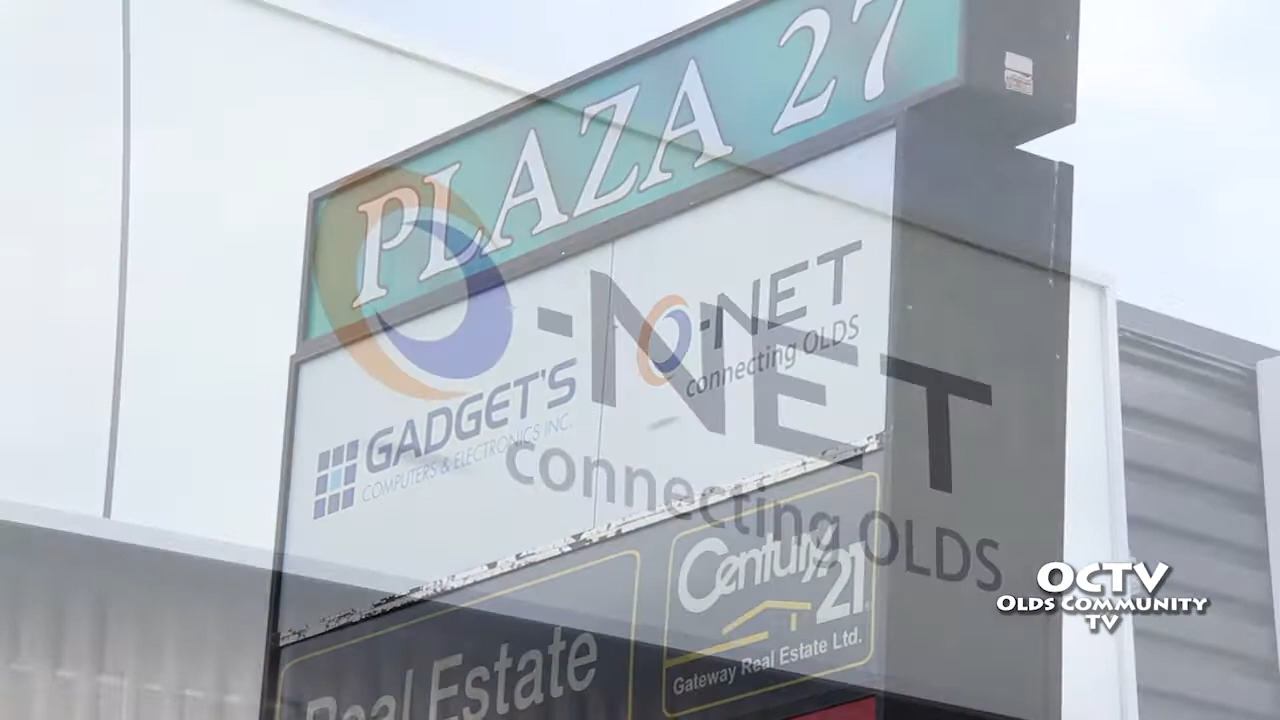 PLAZA 27
GADGET'S
COMPUTERS & ELECTRONICS INC.
-NET
connecting OLDS
-NET
connecting OLDS
Real Estate
Century 21
Gateway Real Estate Ltd.
OCTV
OLDS COMMUNITY
TV